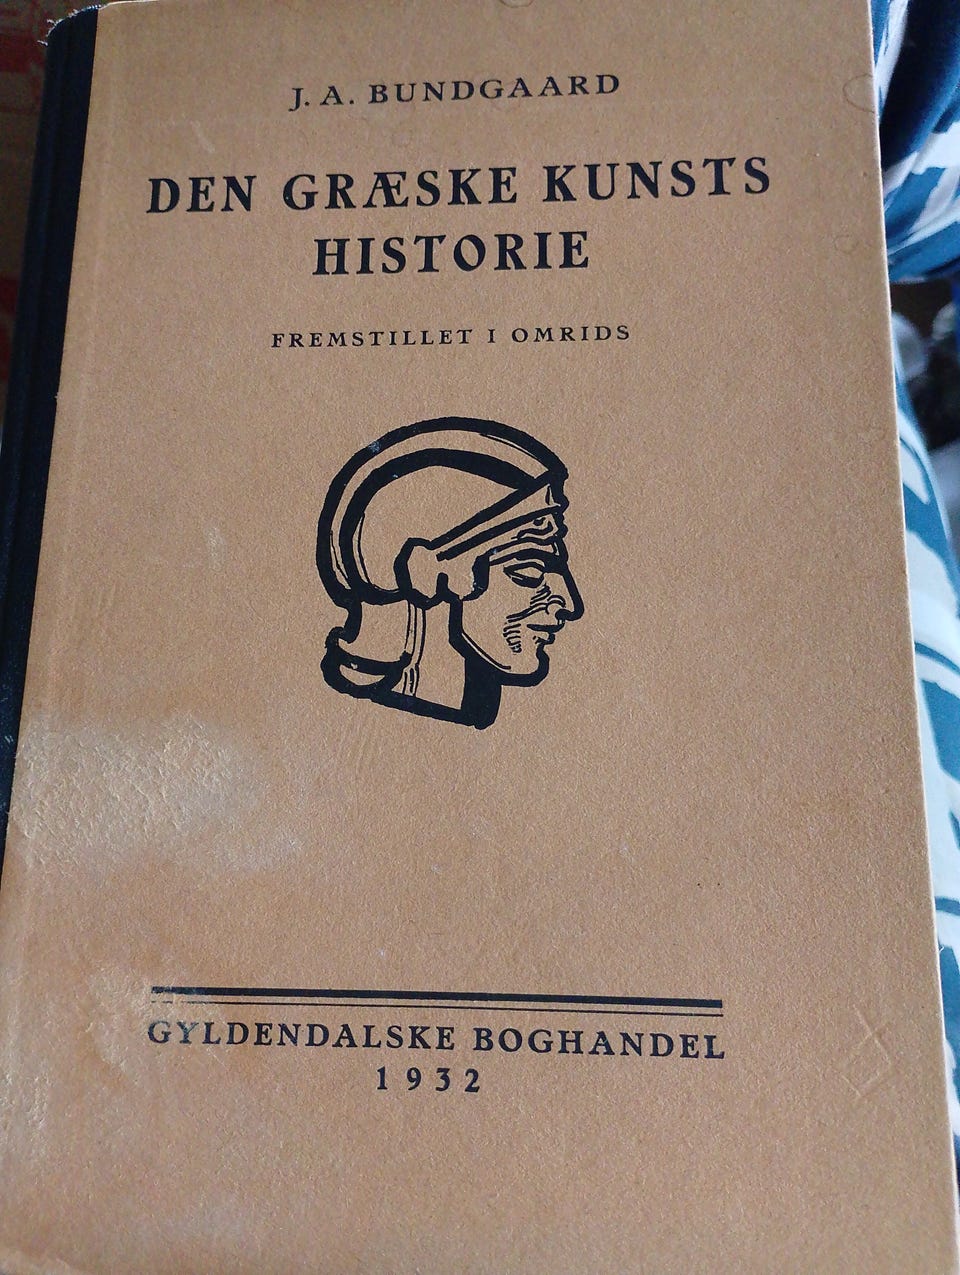 J. A. BUNDGAARD
DEN GRÆSKE KUNSTS
HISTORIE
FREMSTILLET I OMRIDS
GYLDENDALSKE BOGHANDEL
1932